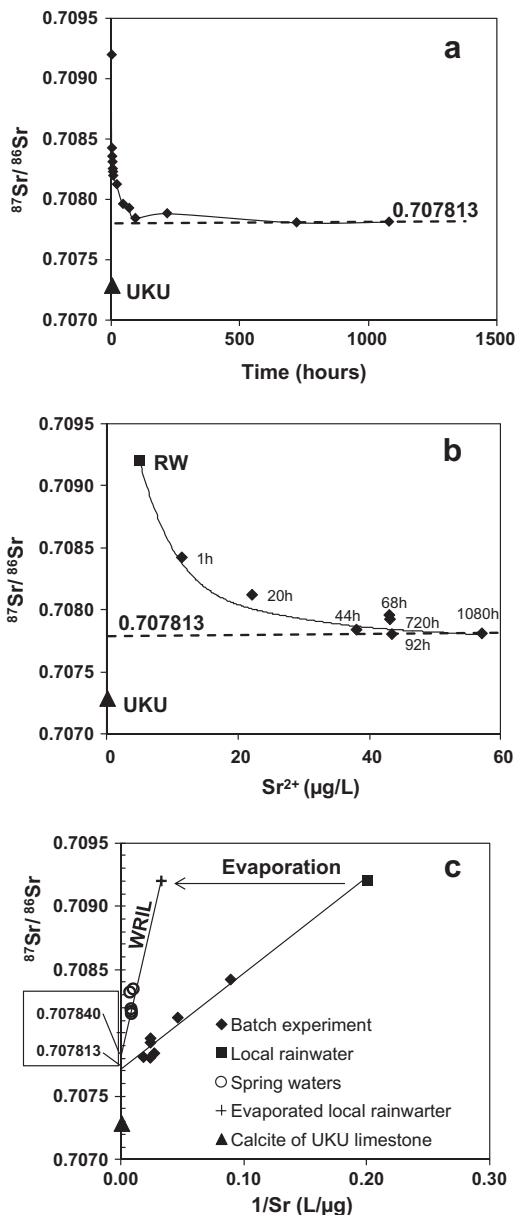 a
0.7095
0.7090
0.7085
0.7080
0.7075
0.7070
⁸⁷Sr/ ⁸⁶Sr
0.707813
UKU
0 500 1000 1500
Time (hours)
b
0.7095
0.7090
0.7085
0.7080
0.7075
0.7070
⁸⁷Sr/ ⁸⁶Sr
RW
1h
20h
44h
68h
720h
92h
1080h
0.707813
UKU
0 20 40 60
Sr²⁺ (µg/L)
c
0.7095
0.7090
0.7085
0.7080
0.7075
0.7070
⁸⁷Sr/ ⁸⁶Sr
Evaporation
WRIL
0.707840
0.707813
Batch experiment
Local rainwater
Spring waters
Evaporated local rainwarter
Calcite of UKU limestone
0.00 0.10 0.20 0.30
1/Sr (L/µg)